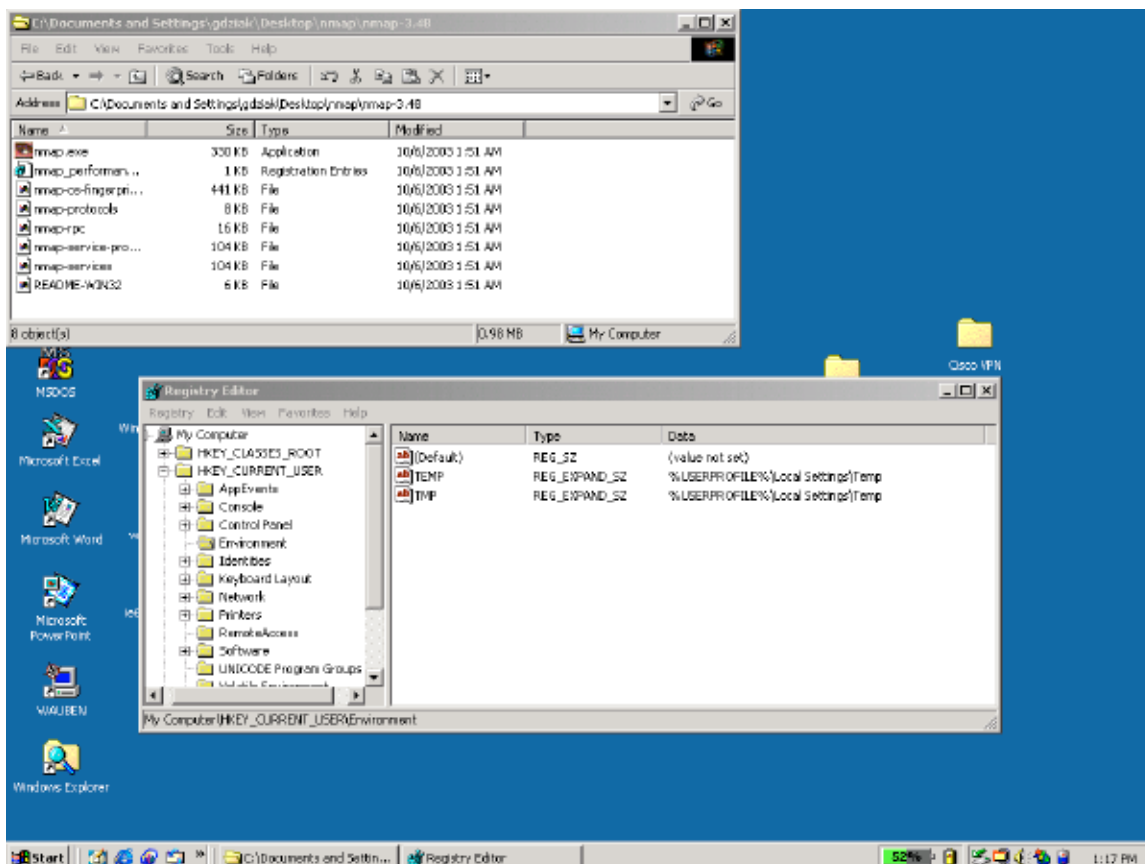 C:\Documents and Settings\gdziak\Desktop\nmap\nmap-3.48
File Edit View Favorites Tools Help
Back Search Folders
Address C:\Documents and Settings\gdziak\Desktop\nmap\nmap-3.48 Go
Name Size Type Modified
nmap.exe 330 KB Application 10/6/2003 1:51 AM
nmap_performan... 1 KB Registration Entries 10/6/2003 1:51 AM
nmap-os-fingerpri... 441 KB File 10/6/2003 1:51 AM
nmap-protocols 8 KB File 10/6/2003 1:51 AM
nmap-rpc 16 KB File 10/6/2003 1:51 AM
nmap-service-pro... 104 KB File 10/6/2003 1:51 AM
nmap-services 104 KB File 10/6/2003 1:51 AM
README-WIN32 6 KB File 10/6/2003 1:51 AM
8 object(s) 0.98 MB My Computer
Cisco VPN
MSDOS
Microsoft Excel
Microsoft Word
Microsoft PowerPoint
WAUBEN
Windows Explorer
Registry Editor
Registry Edit View Favorites Help
My Computer
HKEY_CLASSES_ROOT
HKEY_CURRENT_USER
AppEvents
Console
Control Panel
Environment
Identities
Keyboard Layout
Network
Printers
RemoteAccess
Software
UNICODE Program Groups
Name Type Data
(Default) REG_SZ (value not set)
TEMP REG_EXPAND_SZ %USERPROFILE%\Local Settings\Temp
TMP REG_EXPAND_SZ %USERPROFILE%\Local Settings\Temp
My Computer\HKEY_CURRENT_USER\Environment
Start C:\Documents and Settin... Registry Editor 52% 1:17 PM